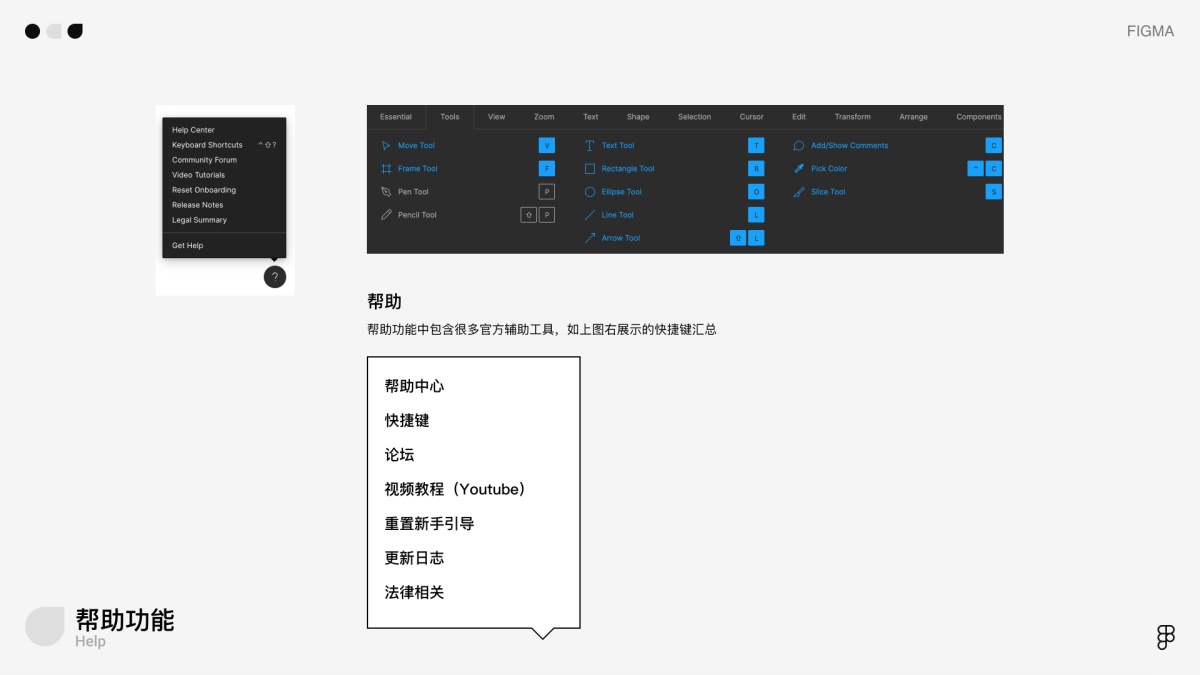 FIGMA
Help Center
Keyboard Shortcuts ^⇧?
Community Forum
Video Tutorials
Reset Onboarding
Release Notes
Legal Summary
Get Help
?
Essential Tools View Zoom Text Shape Selection Cursor Edit Transform Arrange Components
Move Tool V Text Tool T Add/Show Comments C
Frame Tool F Rectangle Tool R Pick Color ^ C
Pen Tool P Ellipse Tool O Slice Tool S
Pencil Tool ⇧ P Line Tool L
Arrow Tool ⇧ L
帮助
帮助功能中包含很多官方辅助工具，如上图右展示的快捷键汇总
帮助中心
快捷键
论坛
视频教程（Youtube）
重置新手引导
更新日志
法律相关
帮助功能
Help